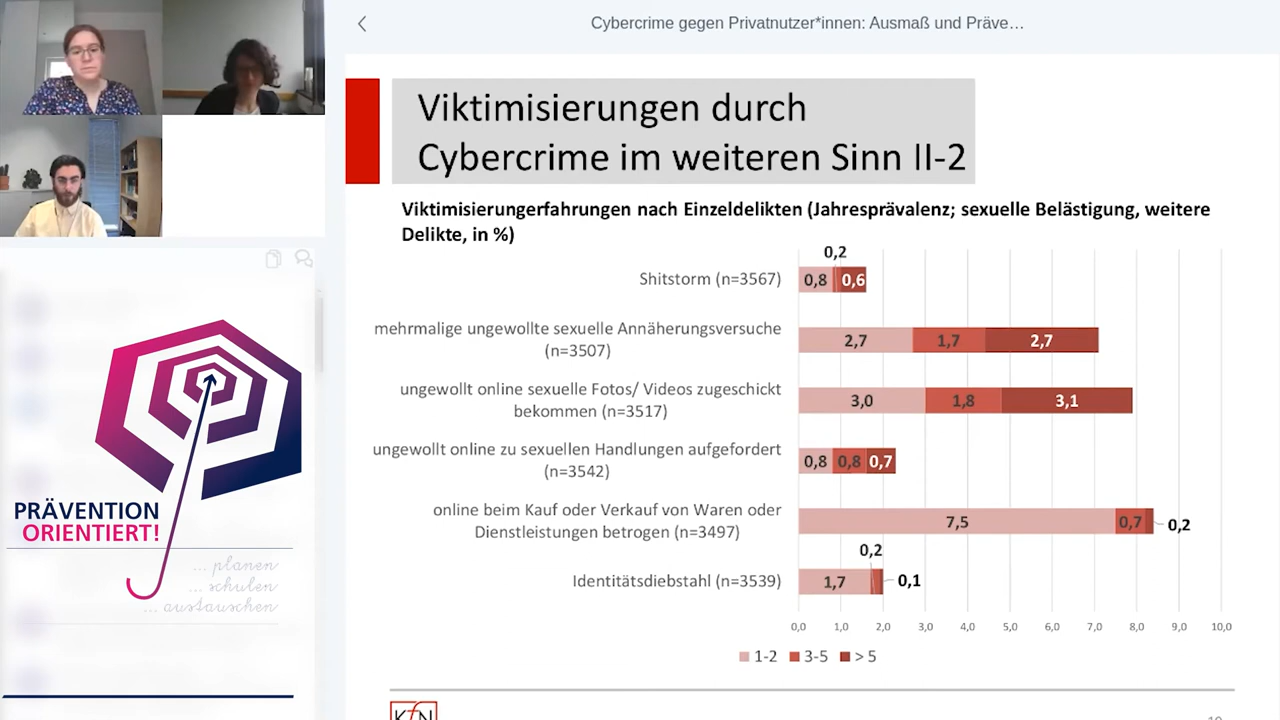 Cybercrime gegen Privatnutzer*innen: Ausmaß und Präve…
Viktimisierungen durch
Cybercrime im weiteren Sinn II-2
Viktimisierungerfahrungen nach Einzeldelikten (Jahresprävalenz; sexuelle Belästigung, weitere
Delikte, in %)
0,2
Shitstorm (n=3567)
0,8
0,6
mehrmalige ungewollte sexuelle Annäherungsversuche
(n=3507)
2,7
1,7
2,7
ungewollt online sexuelle Fotos/ Videos zugeschickt
bekommen (n=3517)
3,0
1,8
3,1
ungewollt online zu sexuellen Handlungen aufgefordert
(n=3542)
0,8
0,8
0,7
online beim Kauf oder Verkauf von Waren oder
Dienstleistungen betrogen (n=3497)
7,5
0,7
0,2
0,2
Identitätsdiebstahl (n=3539)
1,7
0,1
0,0 1,0 2,0 3,0 4,0 5,0 6,0 7,0 8,0 9,0 10,0
1-2 3-5 > 5
PRÄVENTION
ORIENTIERT!
... planen
... schulen
... austauschen
KfN